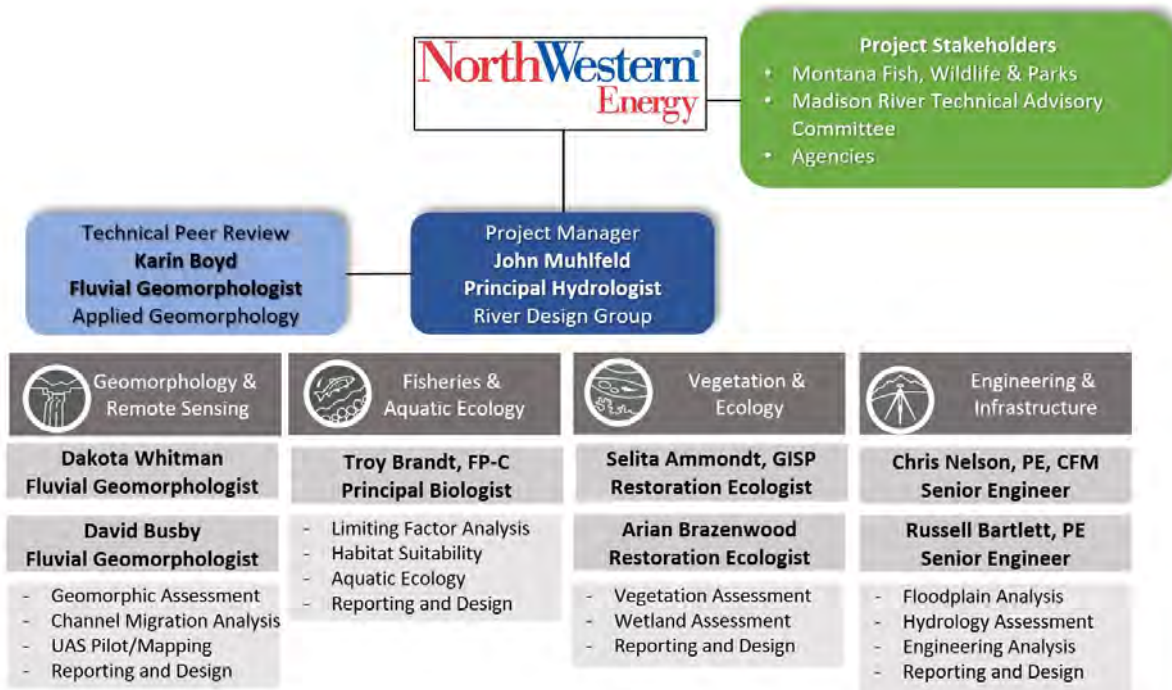 NorthWestern®
Energy
Project Stakeholders
• Montana Fish, Wildlife & Parks
• Madison River Technical Advisory
Committee
• Agencies
Technical Peer Review
Karin Boyd
Fluvial Geomorphologist
Applied Geomorphology
Project Manager
John Muhlfeld
Principal Hydrologist
River Design Group
Geomorphology &
Remote Sensing
Dakota Whitman
Fluvial Geomorphologist
David Busby
Fluvial Geomorphologist
- Geomorphic Assessment
- Channel Migration Analysis
- UAS Pilot/Mapping
- Reporting and Design
Fisheries &
Aquatic Ecology
Troy Brandt, FP-C
Principal Biologist
- Limiting Factor Analysis
- Habitat Suitability
- Aquatic Ecology
- Reporting and Design
Vegetation &
Ecology
Selita Ammondt, GISP
Restoration Ecologist
Arian Brazenwood
Restoration Ecologist
- Vegetation Assessment
- Wetland Assessment
- Reporting and Design
Engineering &
Infrastructure
Chris Nelson, PE, CFM
Senior Engineer
Russell Bartlett, PE
Senior Engineer
- Floodplain Analysis
- Hydrology Assessment
- Engineering Analysis
- Reporting and Design